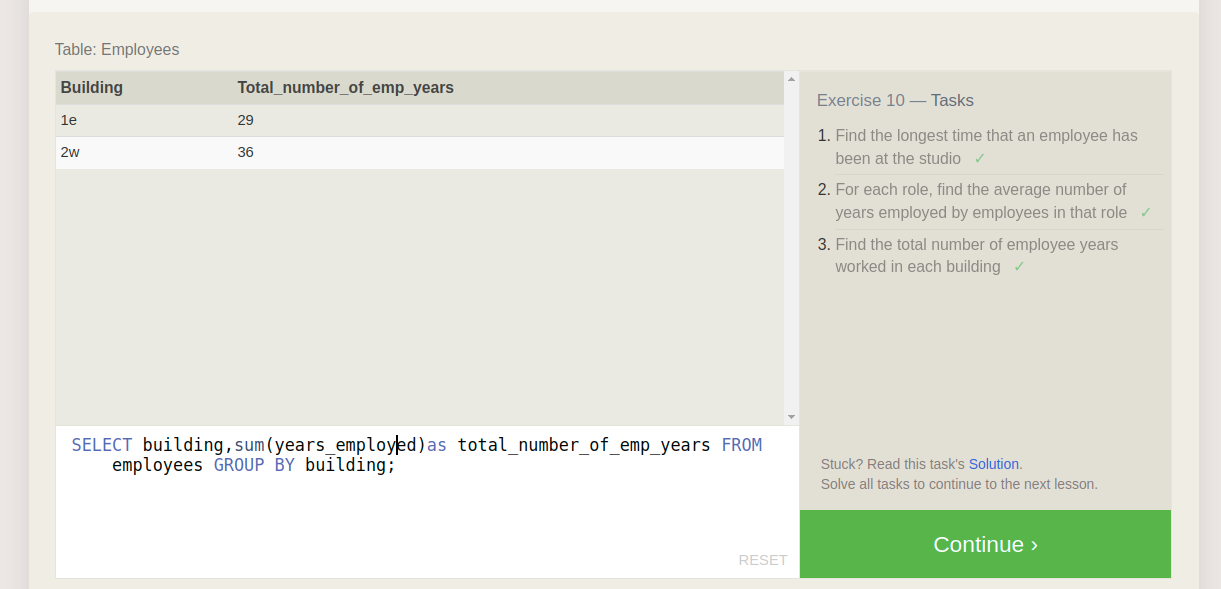 Table: Employees
Building Total_number_of_emp_years
1e 29
2w 36
SELECT building,sum(years_employed)as total_number_of_emp_years FROM
employees GROUP BY building;
RESET
Exercise 10 — Tasks
1. Find the longest time that an employee has
been at the studio ✓
2. For each role, find the average number of
years employed by employees in that role ✓
3. Find the total number of employee years
worked in each building ✓
Stuck? Read this task's Solution.
Solve all tasks to continue to the next lesson.
Continue ›